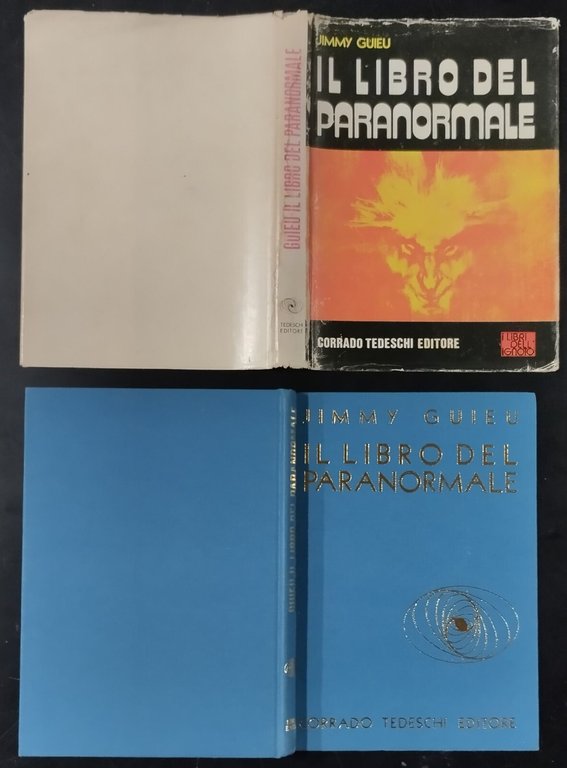 JIMMY GUIEU
IL LIBRO DEL
PARANORMALE
CORRADO TEDESCHI EDITORE
I LIBRI
DELL'
IGNOTO
GUIEU IL LIBRO DEL PARANORMALE
TEDESCHI
EDITORE
JIMMY GUIEU
IL LIBRO DEL
PARANORMALE
CORRADO TEDESCHI EDITORE
GUIEU IL LIBRO DEL PARANORMALE